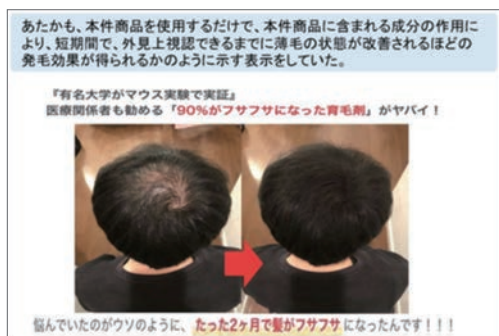 あたかも、本件商品を使用するだけで、本件商品に含まれる成分の作用に
より、短期間で、外見上視認できるまでに薄毛の状態が改善されるほどの
発毛効果が得られるかのように示す表示をしていた。
『有名大学がマウス実験で実証』
医療関係者も勧める「90%がフサフサになった育毛剤」がヤバイ！
悩んでいたのがウソのように、たった2ヶ月で髪がフサフサになったんです！！！